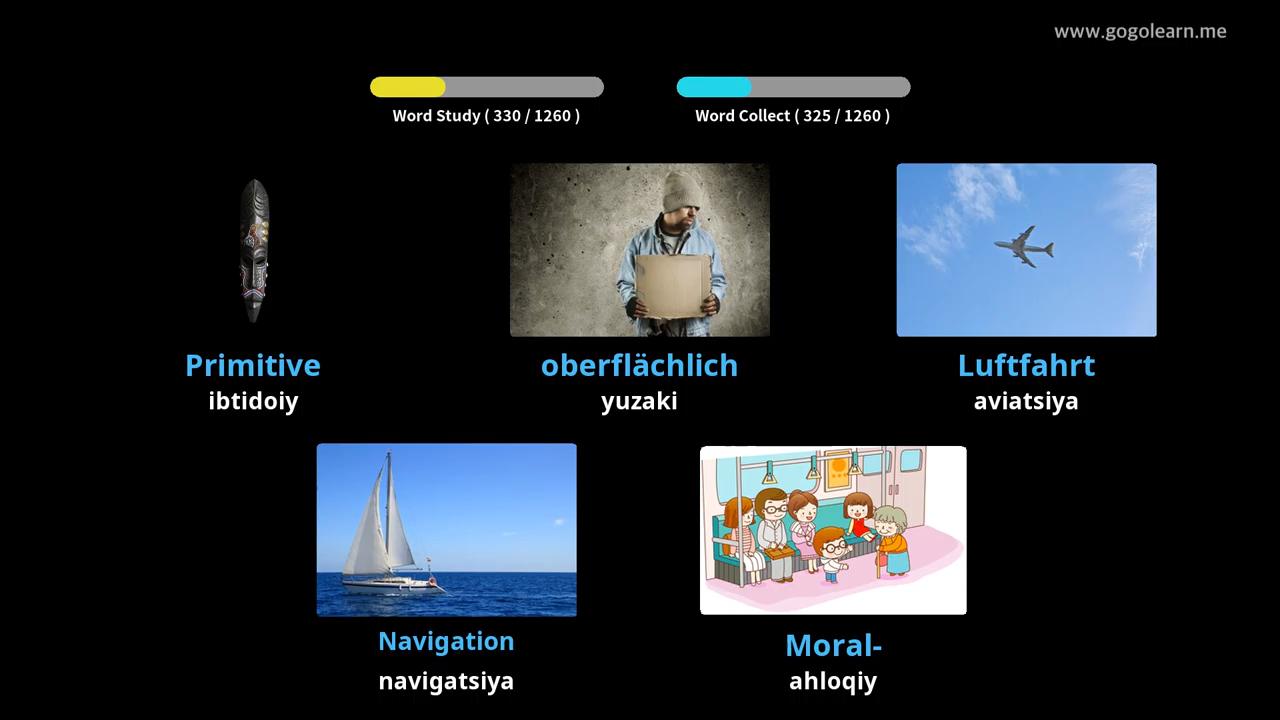 www.gogolearn.me
Word Study ( 330 / 1260 )
Word Collect ( 325 / 1260 )
Primitive
ibtidoiy
oberflächlich
yuzaki
Luftfahrt
aviatsiya
Navigation
navigatsiya
Moral-
ahloqiy